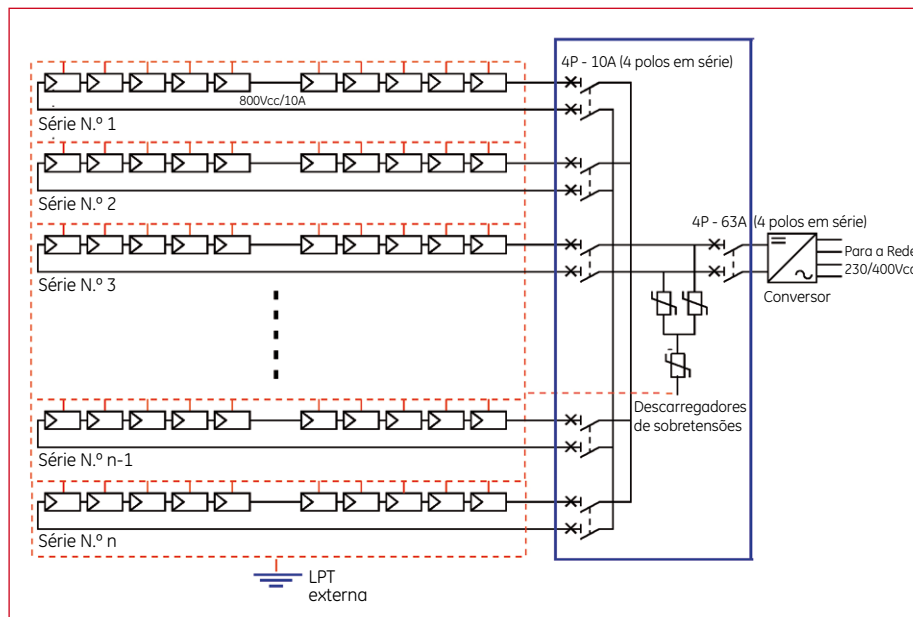 4P - 10A (4 polos em série)
800Vcc/10A
Série N.º 1
Série N.º 2
4P - 63A (4 polos em série)
Série N.º 3
Para a Rede
230/400Vcc
Conversor
Descarregadores
de sobretensões
Série N.º n-1
Série N.º n
LPT
externa